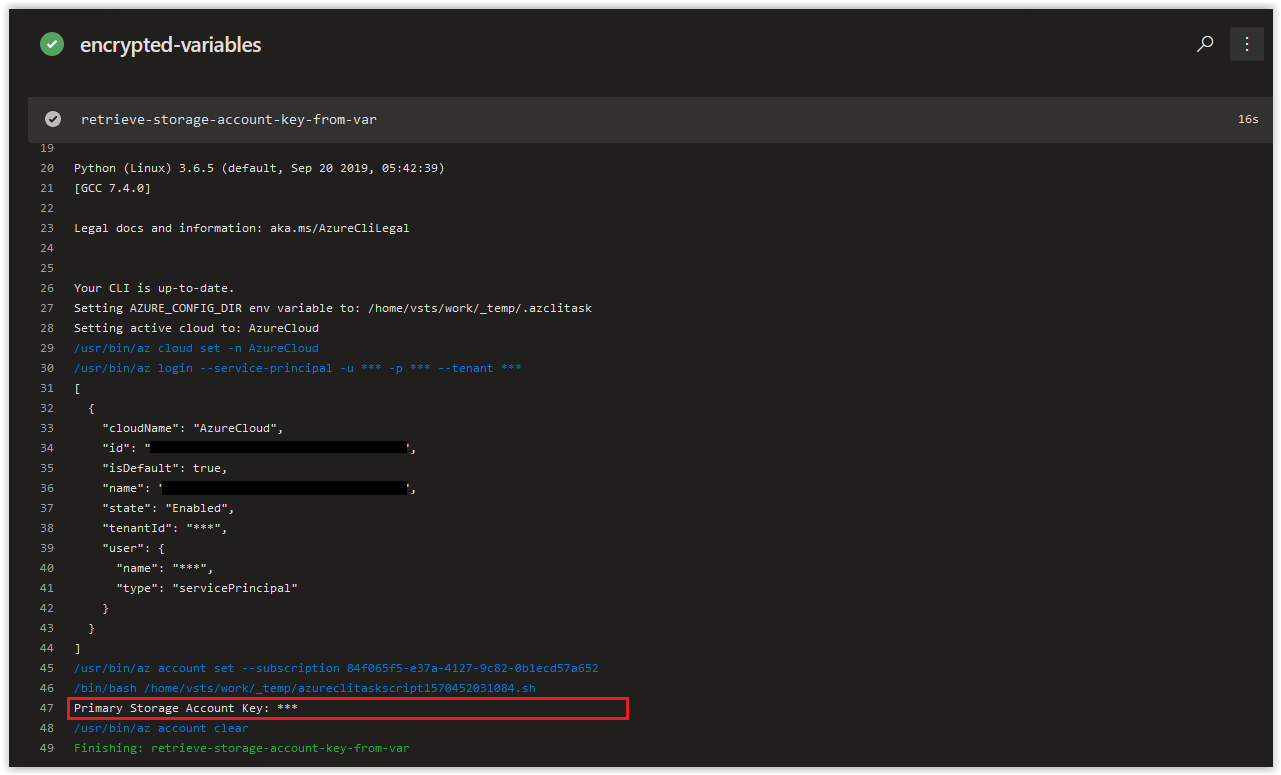 encrypted-variables
retrieve-storage-account-key-from-var 16s
19
20 Python (Linux) 3.6.5 (default, Sep 20 2019, 05:42:39)
21 [GCC 7.4.0]
22
23 Legal docs and information: aka.ms/AzureCliLegal
24
25
26 Your CLI is up-to-date.
27 Setting AZURE_CONFIG_DIR env variable to: /home/vsts/work/_temp/.azclitask
28 Setting active cloud to: AzureCloud
29 /usr/bin/az cloud set -n AzureCloud
30 /usr/bin/az login --service-principal -u *** -p *** --tenant ***
31 [
32   {
33     "cloudName": "AzureCloud",
34     "id": "",
35     "isDefault": true,
36     "name": "",
37     "state": "Enabled",
38     "tenantId": "***",
39     "user": {
40       "name": "***",
41       "type": "servicePrincipal"
42     }
43   }
44 ]
45 /usr/bin/az account set --subscription 84f065f5-e37a-4127-9c82-0b1ecd57a652
46 /bin/bash /home/vsts/work/_temp/azureclitaskscript1570452031084.sh
47 Primary Storage Account Key: ***
48 /usr/bin/az account clear
49 Finishing: retrieve-storage-account-key-from-var